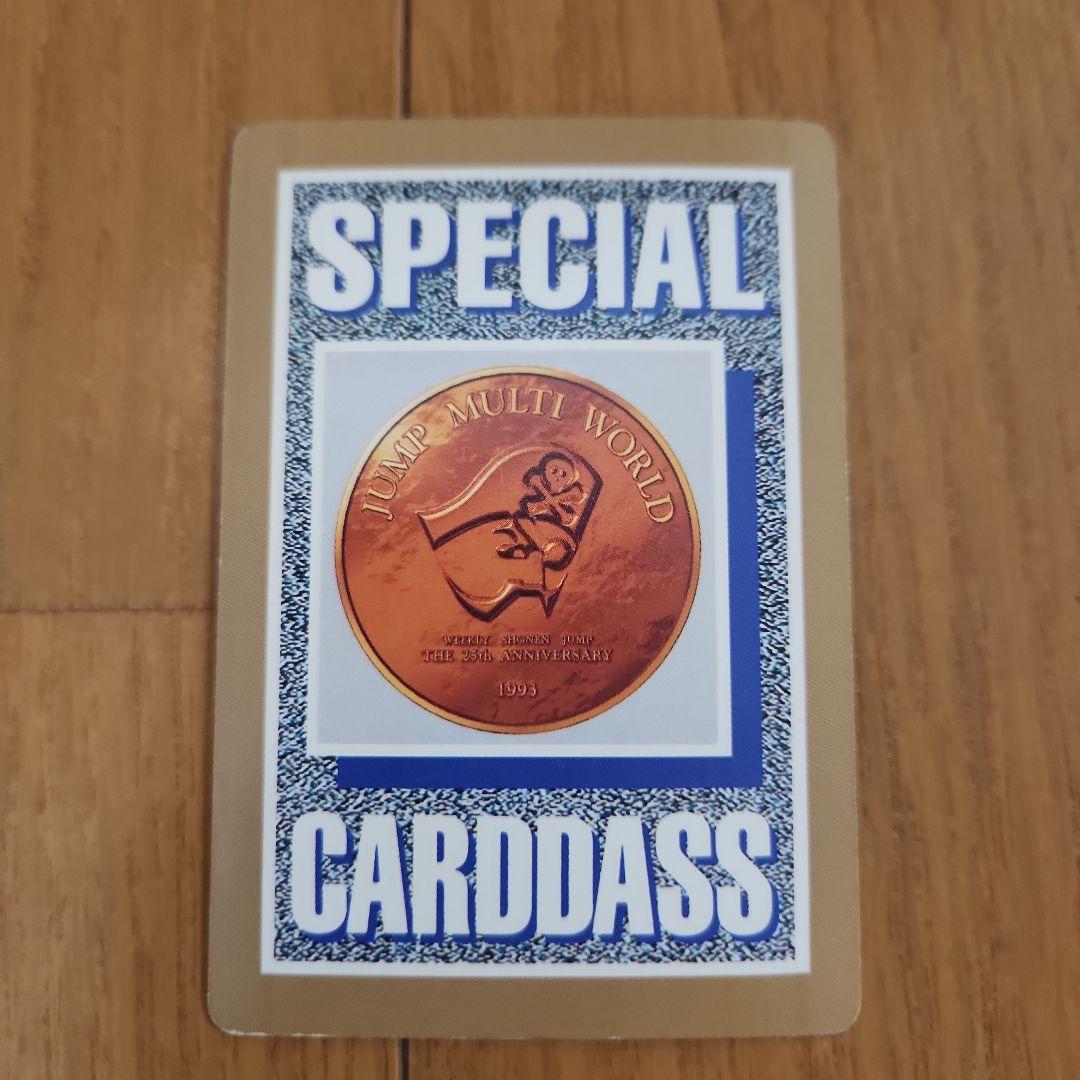 SPECIAL
JUMP MULTI WORLD
WEEKLY SHONEN JUMP
THE 25th ANNIVERSARY
1993
CARDDASS